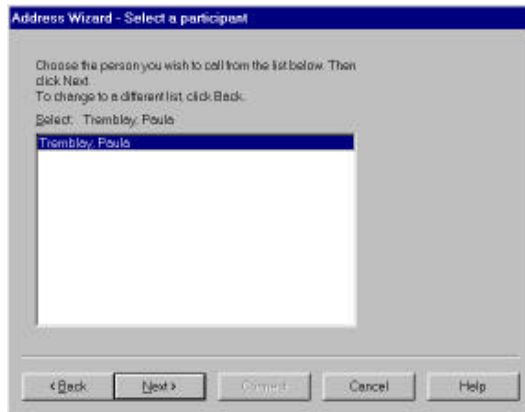 Address Wizard - Select a participant
Choose the person you wish to call from the list below. Then
click Next.
To change to a different list, click Back.
Select: Tremblay, Paula
Tremblay, Paula
< Back Next > Connect Cancel Help